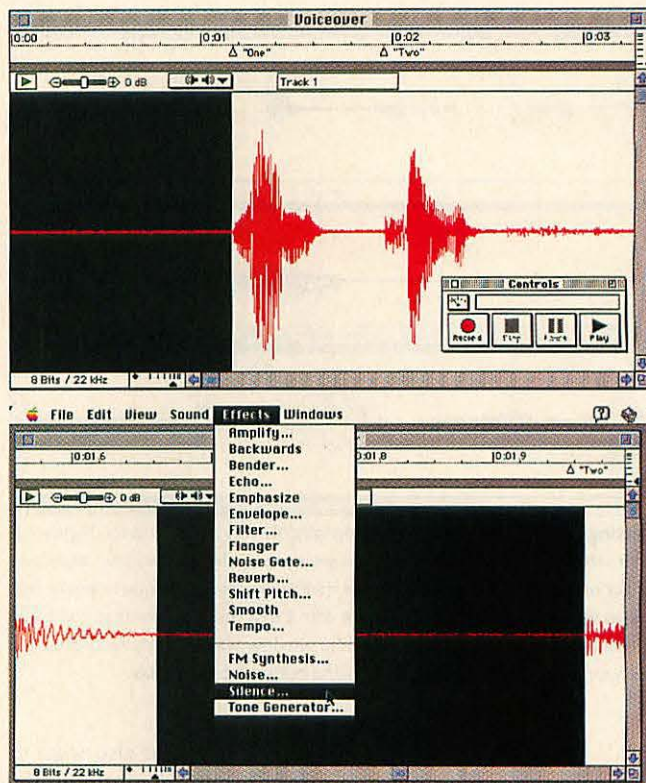 Voiceover
0:00 0:01 0:02 0:03
"One" "Two"
0 dB Track 1
Controls
Record Stop Pause Play
8 Bits / 22 kHz
File Edit View Sound Effects Windows
Amplify...
Backwards
Bender...
Echo...
Emphasize
Envelope...
Filter...
Flanger
Noise Gate...
Reverb...
Shift Pitch...
Smooth
Tempo...
FM Synthesis...
Noise...
Silence...
Tone Generator...
0:01.6 0:01.8 0:01.9
"Two"
0 dB
8 Bits / 22 kHz